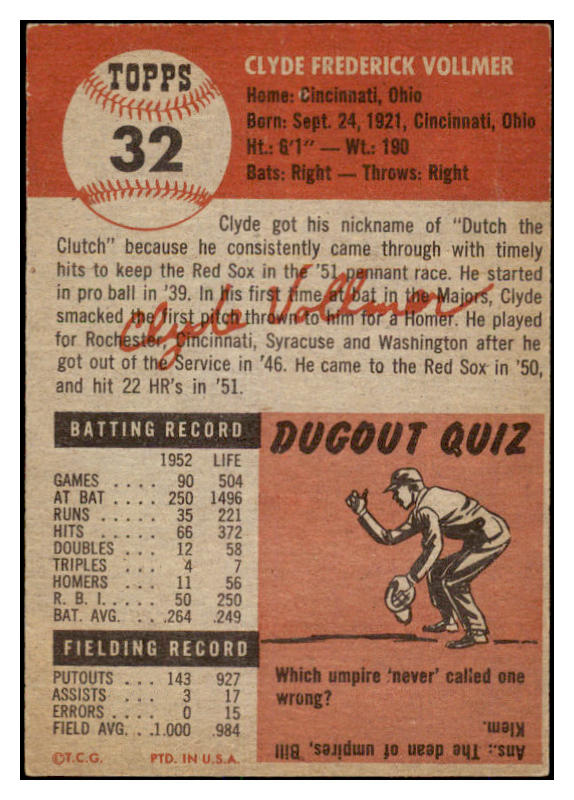 TOPPS
32
CLYDE FREDERICK VOLLMER
Home: Cincinnati, Ohio
Born: Sept. 24, 1921, Cincinnati, Ohio
Ht.: 6'1" — Wt.: 190
Bats: Right — Throws: Right
Clyde got his nickname of "Dutch the
Clutch" because he consistently came through with timely
hits to keep the Red Sox in the '51 pennant race. He started
in pro ball in '39. In his first time at bat in the Majors, Clyde
smacked the first pitch thrown to him for a Homer. He played
for Rochester, Cincinnati, Syracuse and Washington after he
got out of the Service in '46. He came to the Red Sox in '50,
and hit 22 HR's in '51.
Clyde Vollmer
BATTING RECORD
1952 LIFE
GAMES .... 90 504
AT BAT .... 250 1496
RUNS ..... 35 221
HITS ..... 66 372
DOUBLES ... 12 58
TRIPLES ... 4 7
HOMERS ... 11 56
R. B. I. .... 50 250
BAT. AVG. .. .264 .249
FIELDING RECORD
PUTOUTS ... 143 927
ASSISTS ... 3 17
ERRORS .... 0 15
FIELD AVG. .. 1.000 .984
©T.C.G. PTD. IN U.S.A.
DUGOUT QUIZ
Which umpire 'never' called one
wrong?
Ans.: The dean of umpires, Bill
Klem.